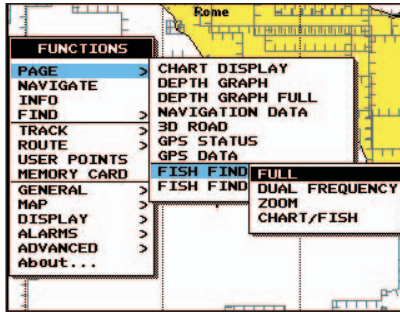 Rome
FUNCTIONS
PAGE >
NAVIGATE
INFO
FIND >
TRACK >
ROUTE >
USER POINTS
MEMORY CARD
GENERAL >
MAP >
DISPLAY >
ALARMS >
ADVANCED >
About...
CHART DISPLAY
DEPTH GRAPH
DEPTH GRAPH FULL
NAVIGATION DATA
3D ROAD
GPS STATUS
GPS DATA
FISH FIND
FISH FIND
FULL
DUAL FREQUENCY
ZOOM
CHART/FISH